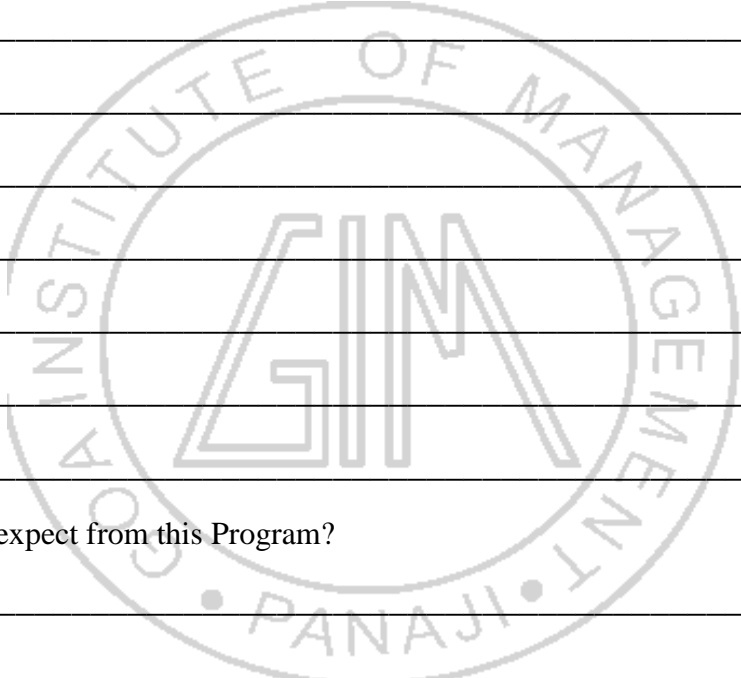 GOA INSTITUTE OF MANAGEMENT
GIM
expect from this Program?
• PANAJI •